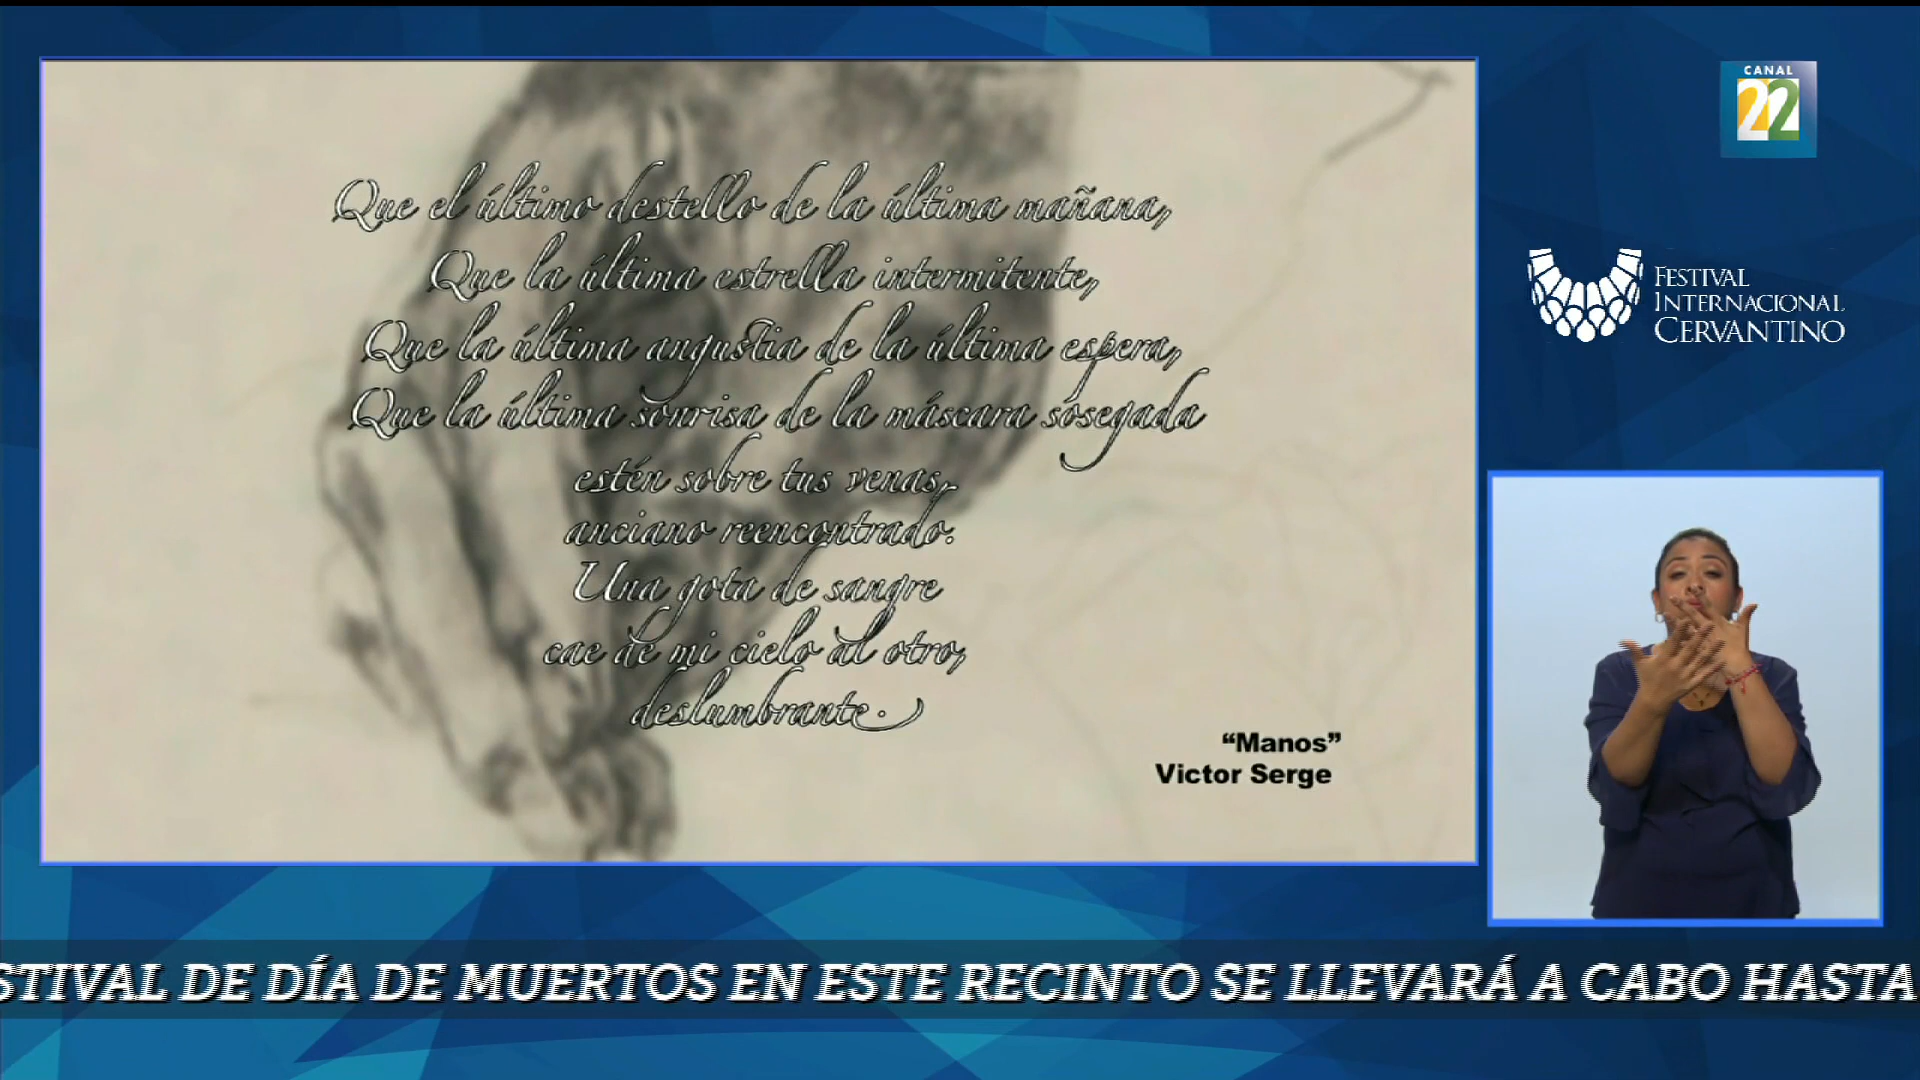 CANAL
22
Que el último destello de la última mañana,
Que la última estrella intermitente,
Que la última angustia de la última espera,
Que la última sonrisa de la máscara sosegada
estén sobre tus venas,
anciano reencontrado.
Una gota de sangre
cae de mi cielo al otro,
deslumbrante.
"Manos"
Victor Serge
FESTIVAL
INTERNACIONAL
CERVANTINO
STIVAL DE DÍA DE MUERTOS EN ESTE RECINTO SE LLEVARÁ A CABO HASTA